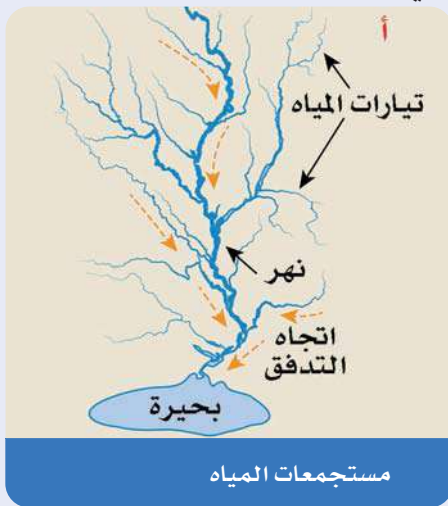 أ
تيارات المياه
نهر
اتجاه
التدفق
بحيرة
مستجمعات المياه